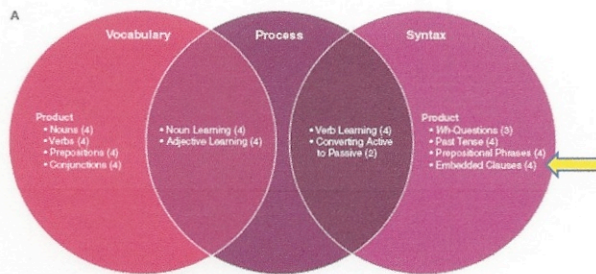 A
Vocabulary
Process
Syntax
Product
• Nouns (4)
• Verbs (4)
• Prepositions (4)
• Conjunctions (4)
• Noun Learning (4)
• Adjective Learning (4)
• Verb Learning (4)
• Converting Active
to Passive (2)
Product
• Wh-Questions (3)
• Past Tense (4)
• Prepositional Phrases (4)
• Embedded Clauses (4)